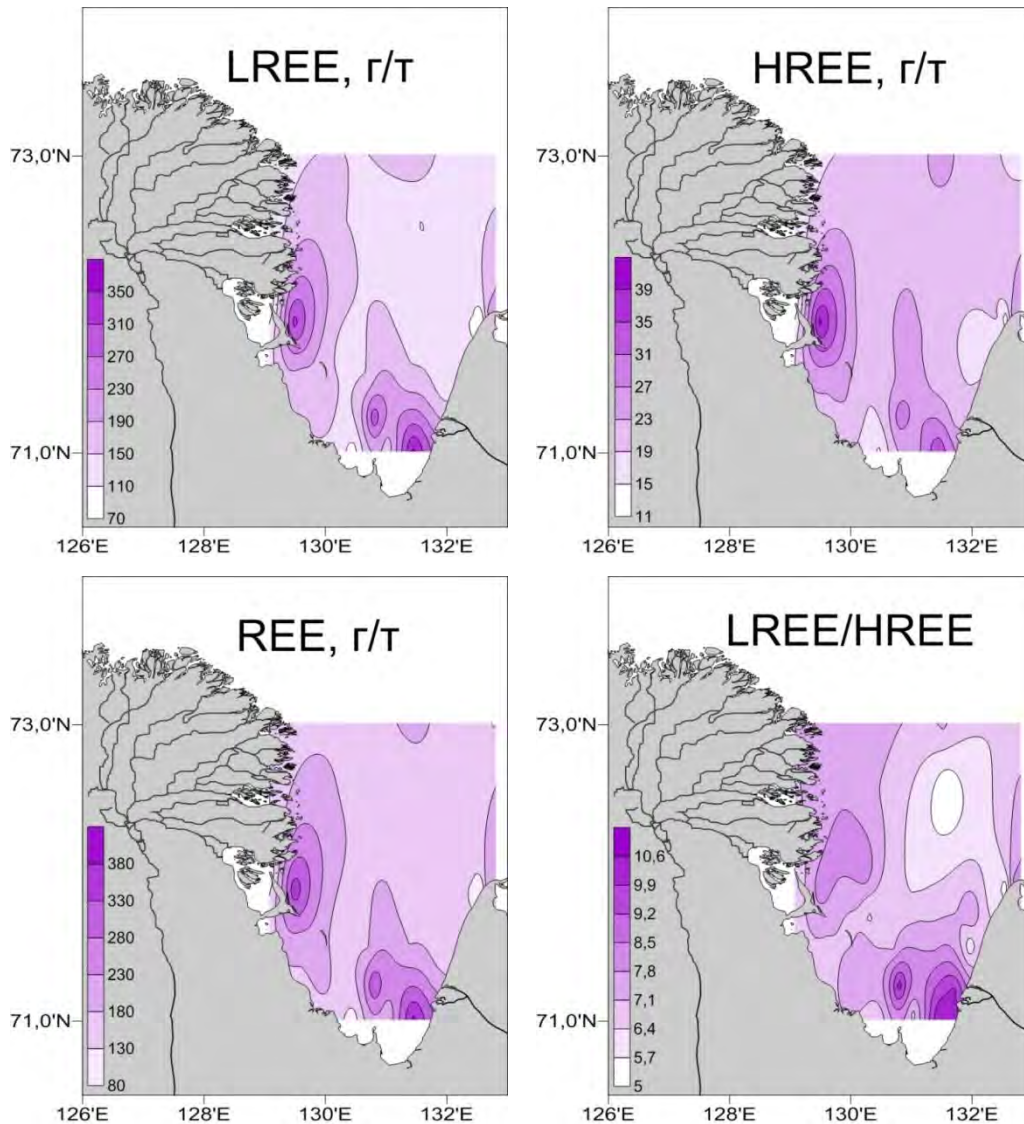 LREE, г/т
73,0'N
71,0'N
350
310
270
230
190
150
110
70
126'E
128'E
130'E
132'E
HREE, г/т
73,0'N
71,0'N
39
35
31
27
23
19
15
11
126'E
128'E
130'E
132'E
REE, г/т
73,0'N
71,0'N
380
330
280
230
180
130
80
126'E
128'E
130'E
132'E
LREE/HREE
73,0'N
71,0'N
10,6
9,9
9,2
8,5
7,8
7,1
6,4
5,7
5
126'E
128'E
130'E
132'E